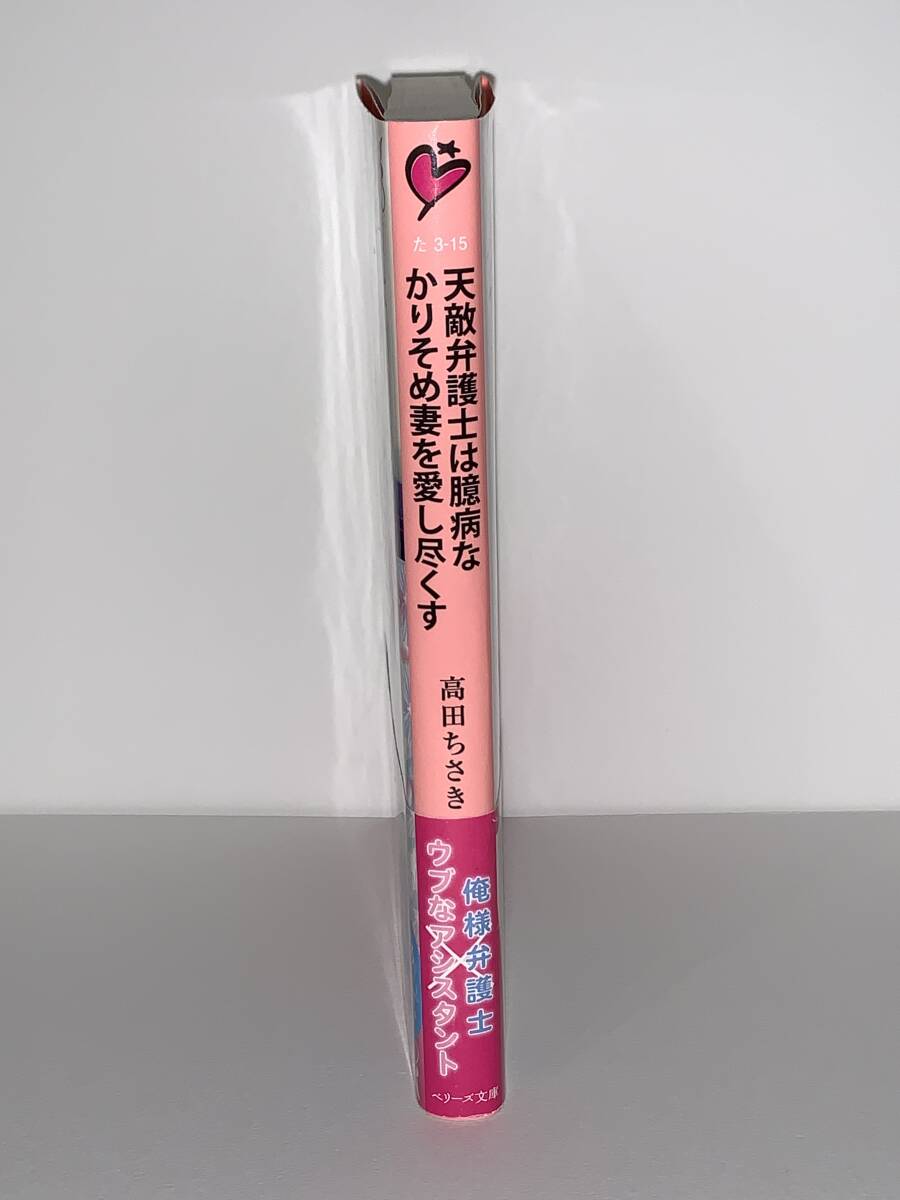 た 3-15
天敵弁護士は臆病な
かりそめ妻を愛し尽くす
高田ちさき
俺様弁護士
×
ウブなアシスタント
ベリーズ文庫